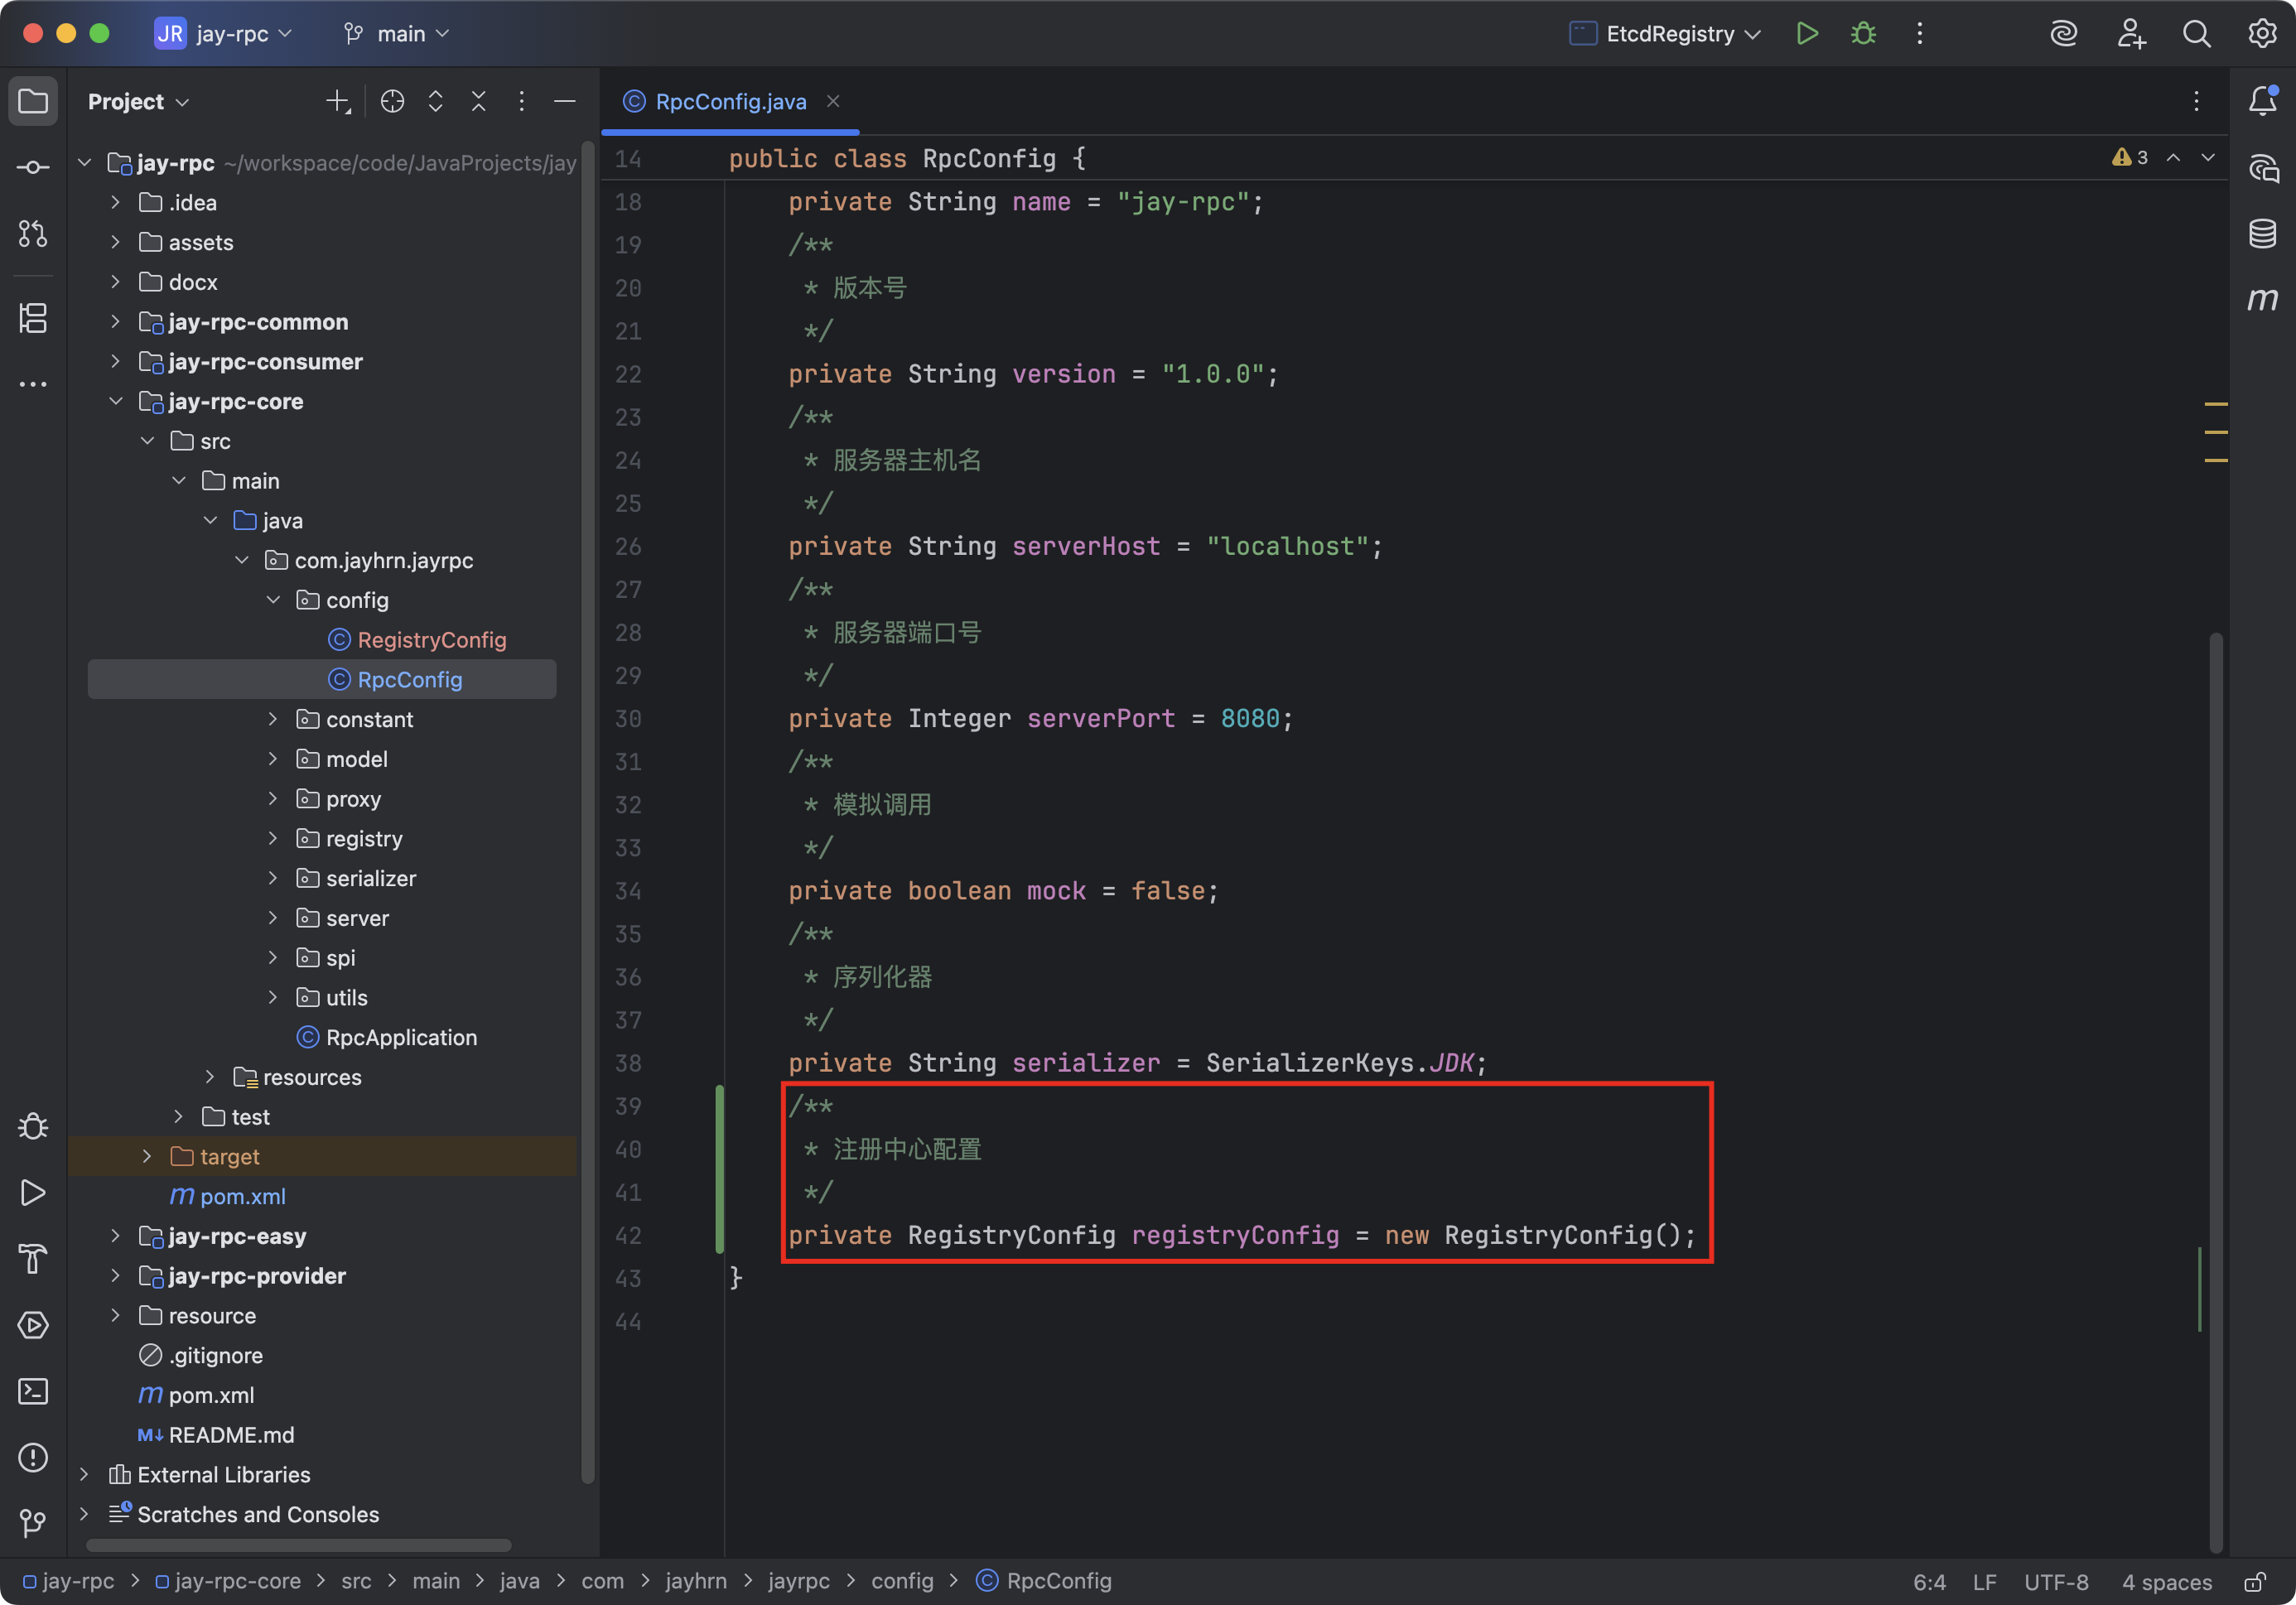 JR jay-rpc main EtcdRegistry
Project
jay-rpc ~/workspace/code/JavaProjects/jay
.idea
assets
docx
jay-rpc-common
jay-rpc-consumer
jay-rpc-core
src
main
java
com.jayhrn.jayrpc
config
RegistryConfig
RpcConfig
constant
model
proxy
registry
serializer
server
spi
utils
RpcApplication
resources
test
target
m pom.xml
jay-rpc-easy
jay-rpc-provider
resource
.gitignore
m pom.xml
M↓ README.md
External Libraries
Scratches and Consoles
RpcConfig.java
14 public class RpcConfig {
3
18 private String name = "jay-rpc";
19 /**
20 * 版本号
21 */
22 private String version = "1.0.0";
23 /**
24 * 服务器主机名
25 */
26 private String serverHost = "localhost";
27 /**
28 * 服务器端口号
29 */
30 private Integer serverPort = 8080;
31 /**
32 * 模拟调用
33 */
34 private boolean mock = false;
35 /**
36 * 序列化器
37 */
38 private String serializer = SerializerKeys.JDK;
39 /**
40 * 注册中心配置
41 */
42 private RegistryConfig registryConfig = new RegistryConfig();
43 }
44
m
jay-rpc > jay-rpc-core > src > main > java > com > jayhrn > jayrpc > config > RpcConfig
6:4 LF UTF-8 4 spaces